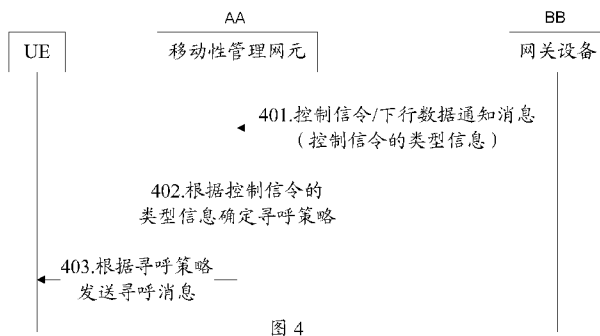 AA
BB
UE
移动性管理网元
网关设备
401.控制信令/下行数据通知消息
（控制信令的类型信息）
402.根据控制信令的
类型信息确定寻呼策略
403.根据寻呼策略
发送寻呼消息
图 4